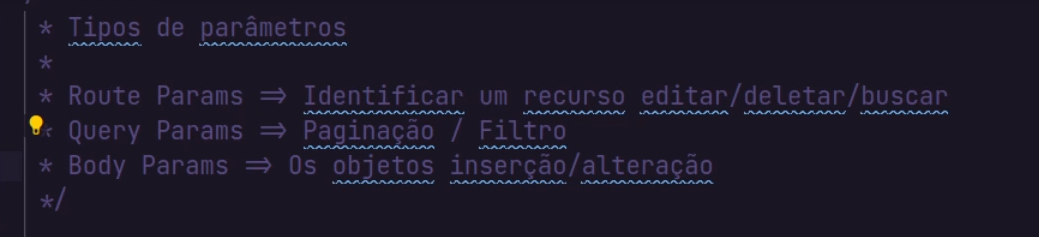 * Tipos de parâmetros
*
* Route Params => Identificar um recurso editar/deletar/buscar
* Query Params => Paginação / Filtro
* Body Params => Os objetos inserção/alteração
*/